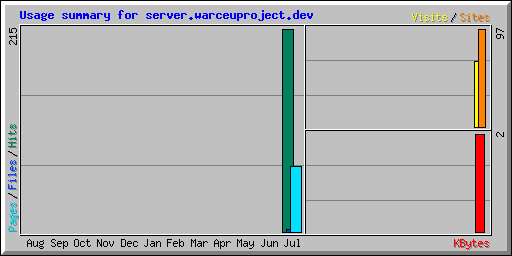 Usage summary for server.warceuproject.dev
Visits/Sites
215
97
Pages/Files/Hits
2
Aug Sep Oct Nov Dec Jan Feb Mar Apr May Jun Jul
KBytes